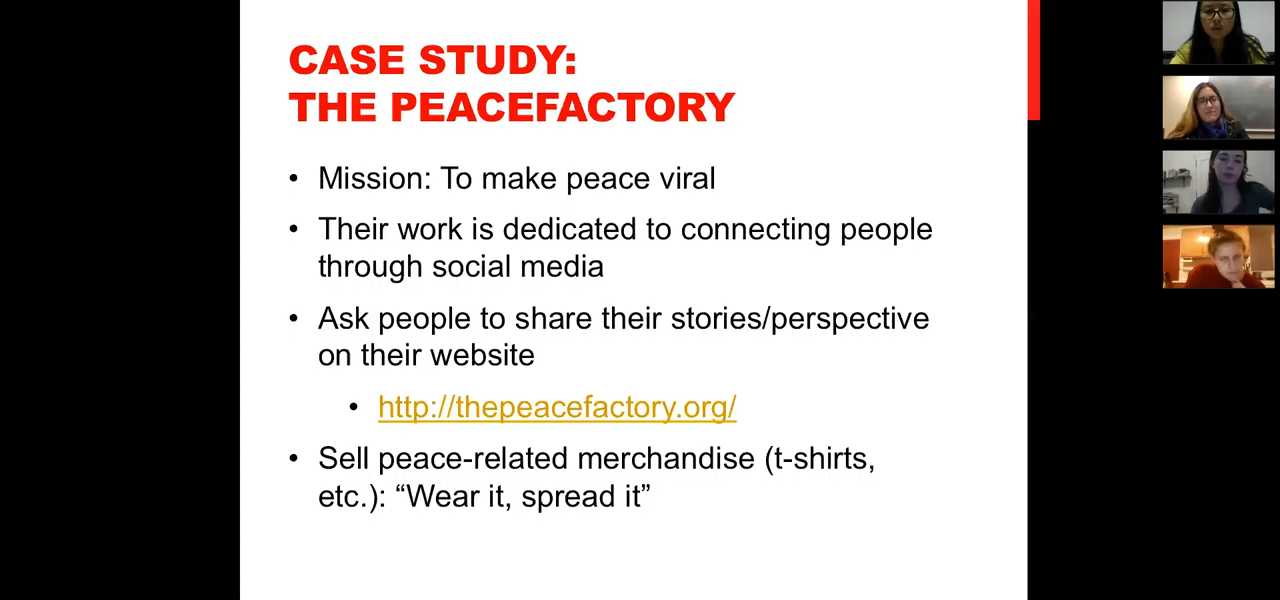 CASE STUDY:
THE PEACEFACTORY
• Mission: To make peace viral
• Their work is dedicated to connecting people
through social media
• Ask people to share their stories/perspective
on their website
• http://thepeacefactory.org/
• Sell peace-related merchandise (t-shirts,
etc.): “Wear it, spread it”